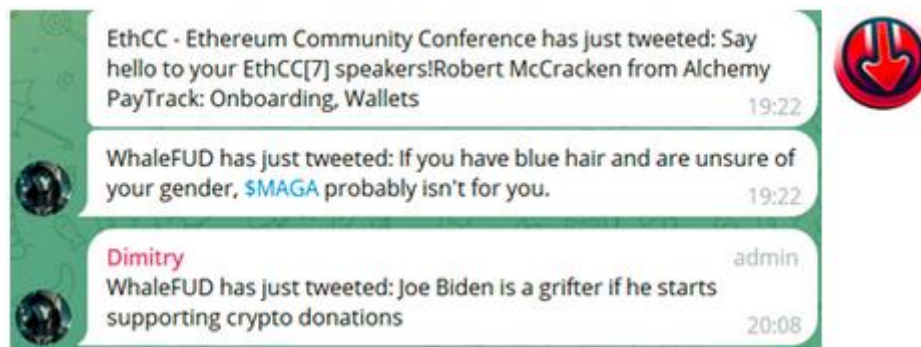 EthCC - Ethereum Community Conference has just tweeted: Say
hello to your EthCC[7] speakers!Robert McCracken from Alchemy
PayTrack: Onboarding, Wallets
19:22
WhaleFUD has just tweeted: If you have blue hair and are unsure of
your gender, $MAGA probably isn't for you.
19:22
Dimitry admin
WhaleFUD has just tweeted: Joe Biden is a grifter if he starts
supporting crypto donations
20:08